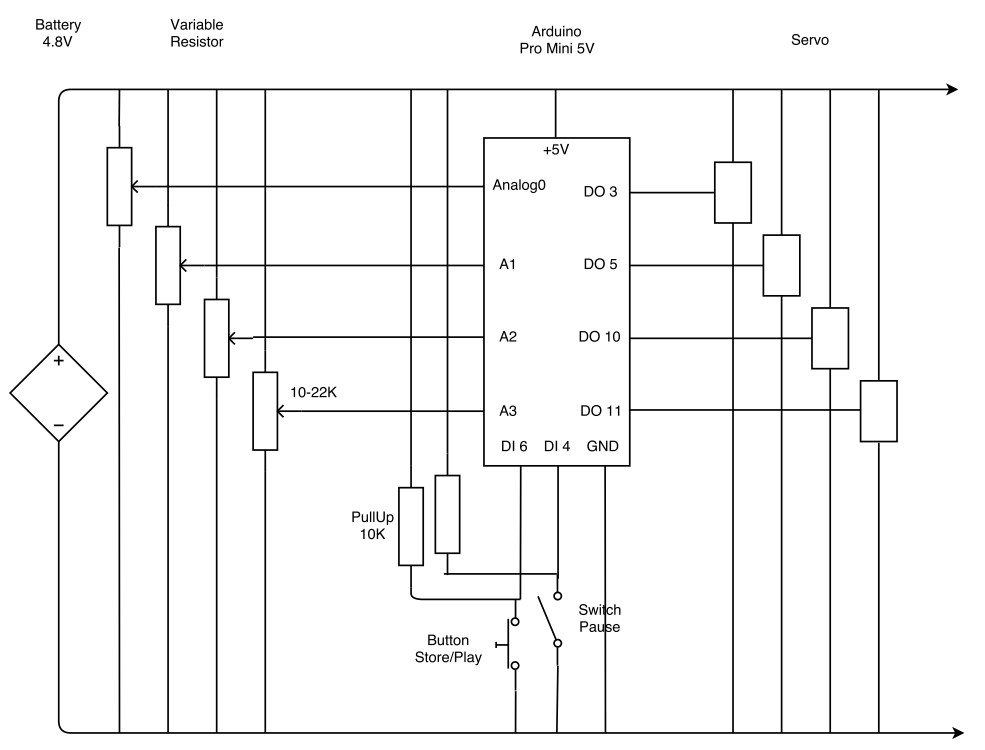 Battery
4.8V
Variable
Resistor
Arduino
Pro Mini 5V
Servo
+5V
Analog0
DO 3
A1
DO 5
A2
DO 10
+
10-22K
A3
DO 11
−
DI 6
DI 4
GND
PullUp
10K
Switch
Pause
Button
Store/Play